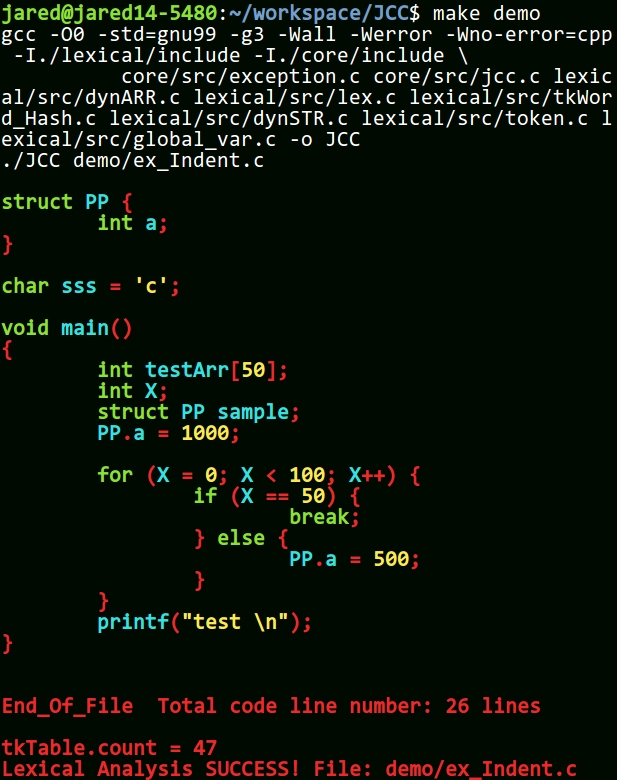 jared@jared14-5480:~/workspace/JCC$ make demo
gcc -O0 -std=gnu99 -g3 -Wall -Werror -Wno-error=cpp
 -I./lexical/include -I./core/include \
          core/src/exception.c core/src/jcc.c lexic
al/src/dynARR.c lexical/src/lex.c lexical/src/tkWor
d_Hash.c lexical/src/dynSTR.c lexical/src/token.c l
exical/src/global_var.c -o JCC
./JCC demo/ex_Indent.c

struct PP {
        int a;
}

char sss = 'c';

void main()
{
        int testArr[50];
        int X;
        struct PP sample;
        PP.a = 1000;

        for (X = 0; X < 100; X++) {
                if (X == 50) {
                        break;
                } else {
                        PP.a = 500;
                }
        }
        printf("test \n");
}

End_Of_File  Total code line number: 26 lines

tkTable.count = 47
Lexical Analysis SUCCESS! File: demo/ex_Indent.c